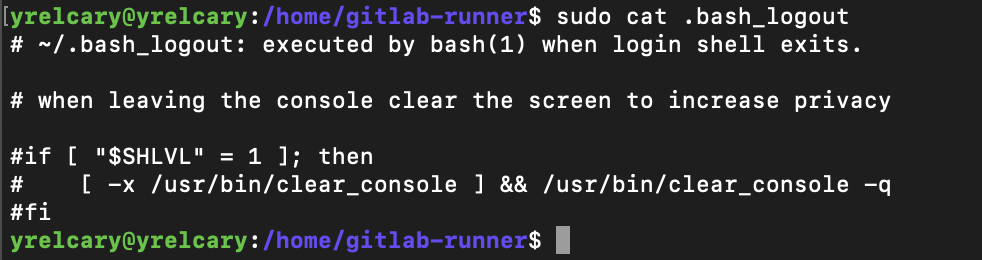 [yrelcary@yrelcary:/home/gitlab-runner$ sudo cat .bash_logout
# ~/.bash_logout: executed by bash(1) when login shell exits.

# when leaving the console clear the screen to increase privacy

#if [ "$SHLVL" = 1 ]; then
#    [ -x /usr/bin/clear_console ] && /usr/bin/clear_console -q
#fi
yrelcary@yrelcary:/home/gitlab-runner$